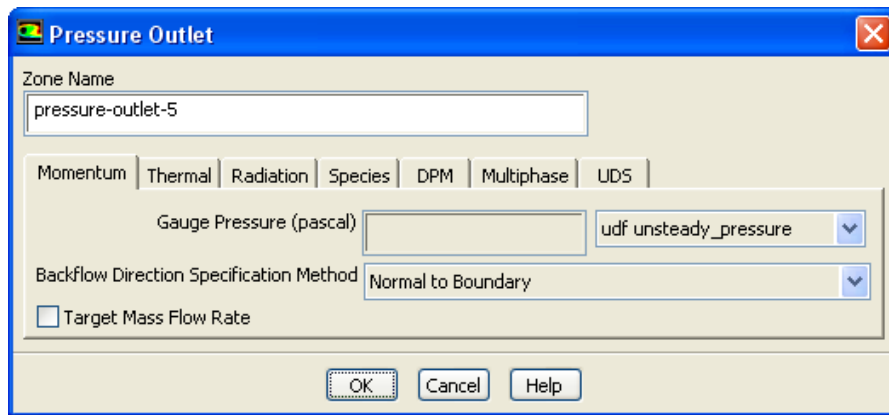 Pressure Outlet
Zone Name
pressure-outlet-5
Momentum Thermal Radiation Species DPM Multiphase UDS
Gauge Pressure (pascal) udf unsteady_pressure
Backflow Direction Specification Method Normal to Boundary
Target Mass Flow Rate
OK Cancel Help